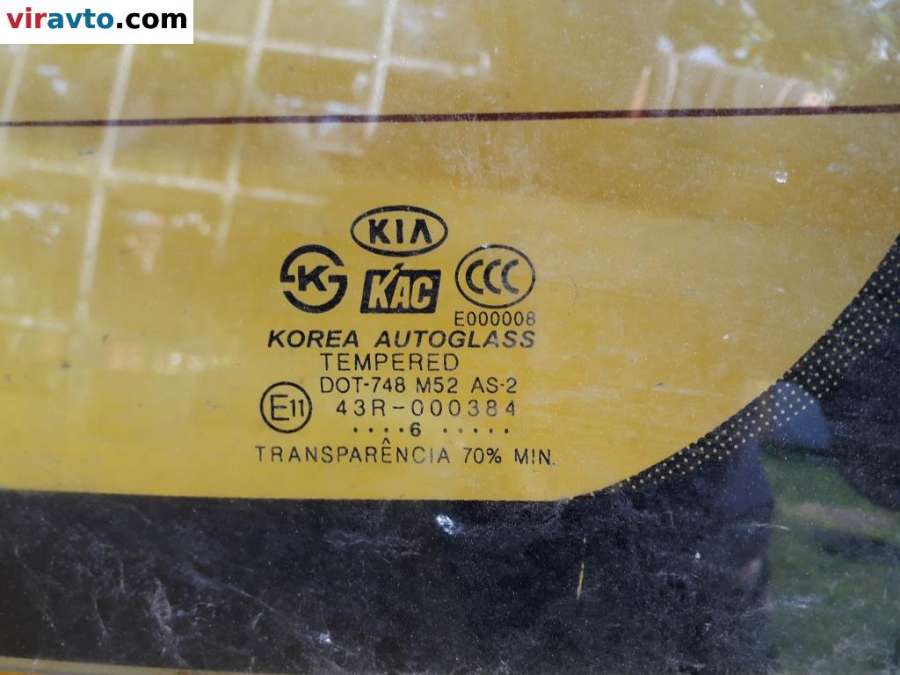 viravto.com
KIA
K KAC CCC
E000008
KOREA AUTOGLASS
TEMPERED
DOT-748 M52 AS-2
E11 43R-000384
....6 .....
TRANSPARÊNCIA 70% MIN.